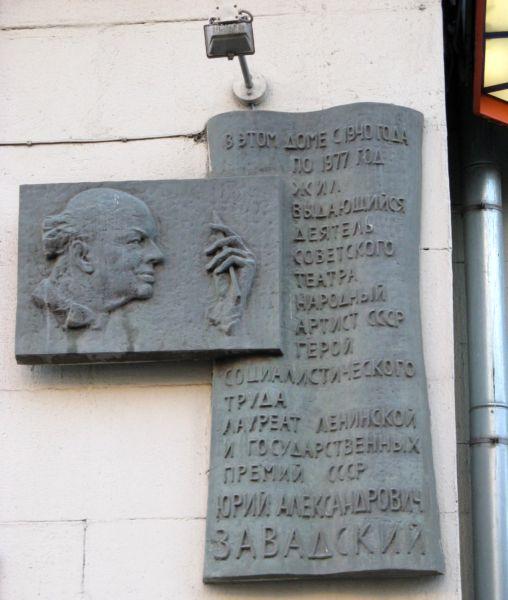 В ЭТОМ ДОМЕ С 1940 ГОДА
ПО 1977 ГОД
ЖИЛ
ВЫДАЮЩИЙСЯ
ДЕЯТЕЛЬ
СОВЕТСКОГО
ТЕАТРА
НАРОДНЫЙ
АРТИСТ СССР
ГЕРОЙ
СОЦИАЛИСТИЧЕСКОГО
ТРУДА
ЛАУРЕАТ ЛЕНИНСКОЙ
И ГОСУДАРСТВЕННЫХ
ПРЕМИЙ СССР
ЮРИЙ АЛЕКСАНДРОВИЧ
ЗАВАДСКИЙ